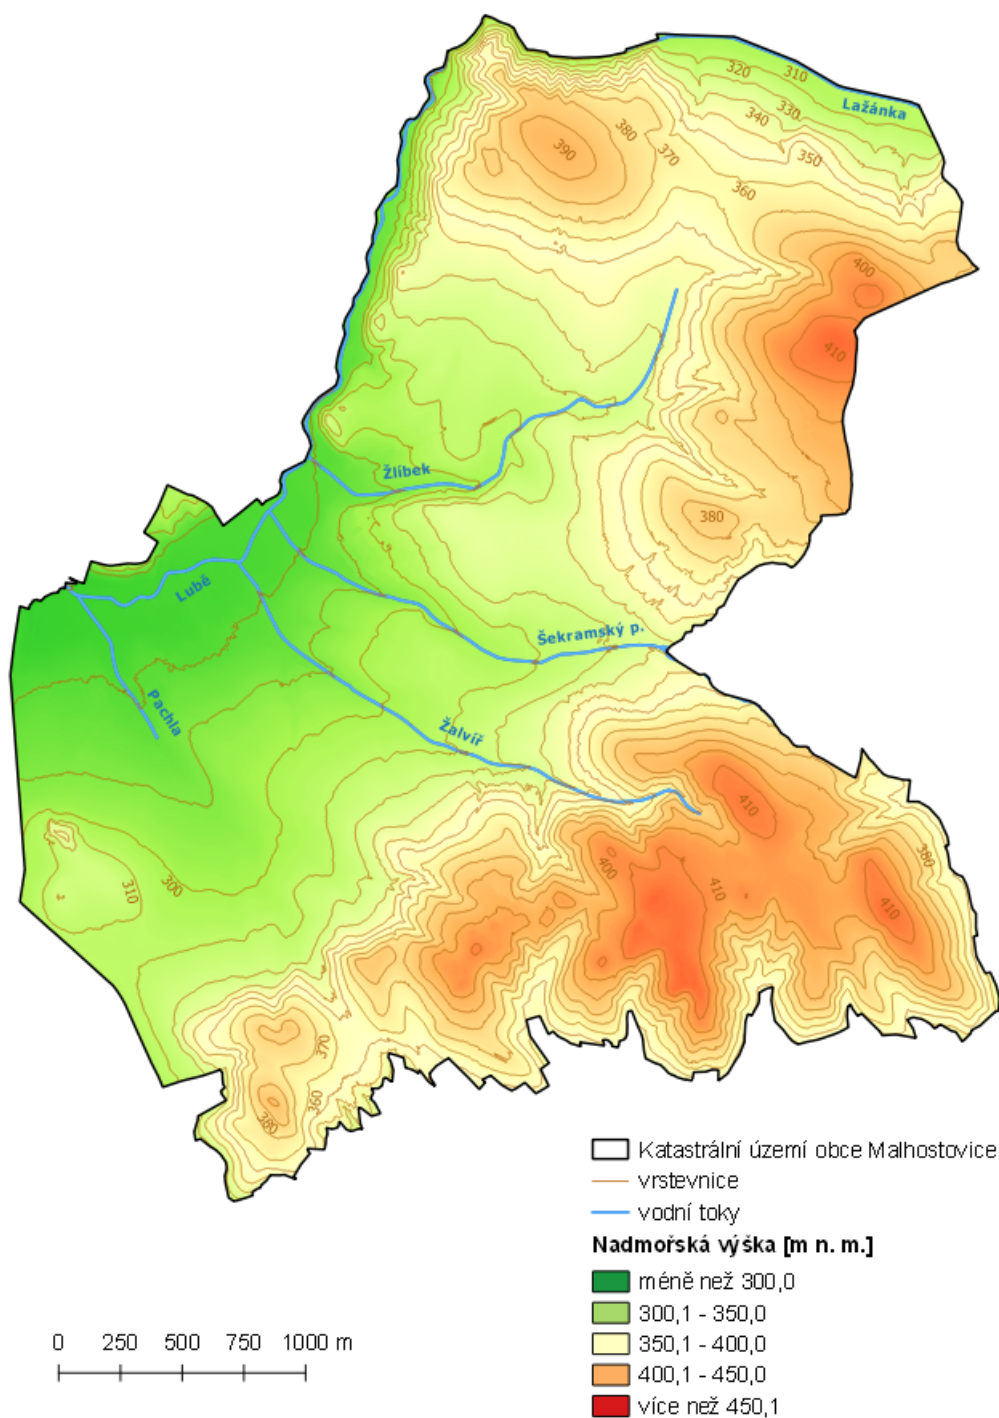 320
310
Lažánka
330
340
380
390
370
350
360
400
410
Žlíbek
380
Lubě
Šekramský p.
Pachla
Žalvíř
410
400
380
410
410
300
310
370
360
380
Katastrální území obce Malhostovice
vrstevnice
vodní toky
Nadmořská výška [m n. m.]
méně než 300,0
300,1 - 350,0
350,1 - 400,0
400,1 - 450,0
více než 450,1
0 250 500 750 1000 m